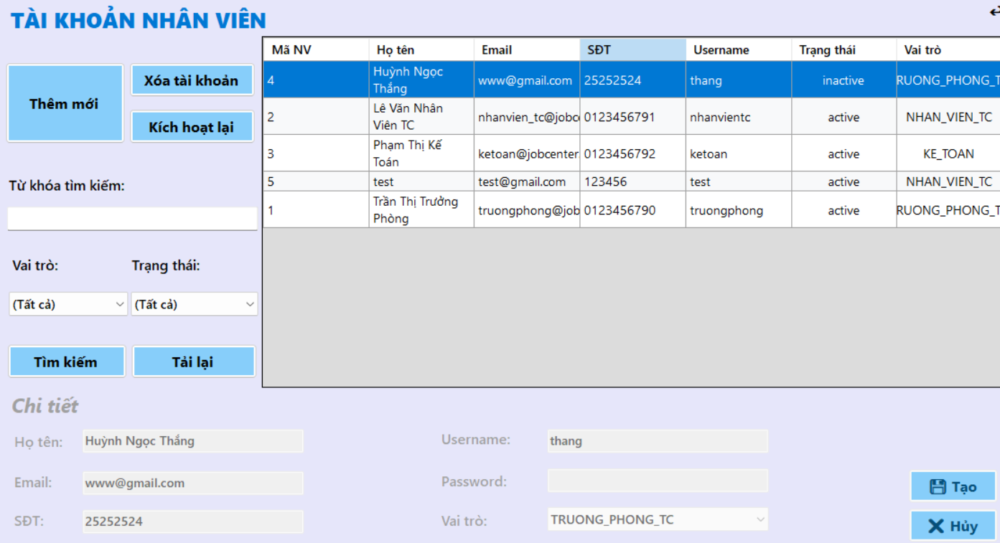 TÀI KHOẢN NHÂN VIÊN
Thêm mới
Xóa tài khoản
Kích hoạt lại
Từ khóa tìm kiếm:
Vai trò: Trạng thái:
(Tất cả) (Tất cả)
Tìm kiếm Tải lại
Mã NV Họ tên Email SĐT Username Trạng thái Vai trò
4 Huỳnh Ngọc Thắng www@gmail.com 25252524 thang inactive RUONG_PHONG_T
2 Lê Văn Nhân Viên TC nhanvien_tc@jobc 0123456791 nhanvientc active NHAN_VIEN_TC
3 Phạm Thị Kế Toán ketoan@jobcenter 0123456792 ketoan active KE_TOAN
5 test test@gmail.com 123456 test active NHAN_VIEN_TC
1 Trần Thị Trưởng Phòng truongphong@job 0123456790 truongphong active RUONG_PHONG_T
Chi tiết
Họ tên: Huỳnh Ngọc Thắng Username: thang
Email: www@gmail.com Password:
SĐT: 25252524 Vai trò: TRUONG_PHONG_TC
Tạo
Hủy